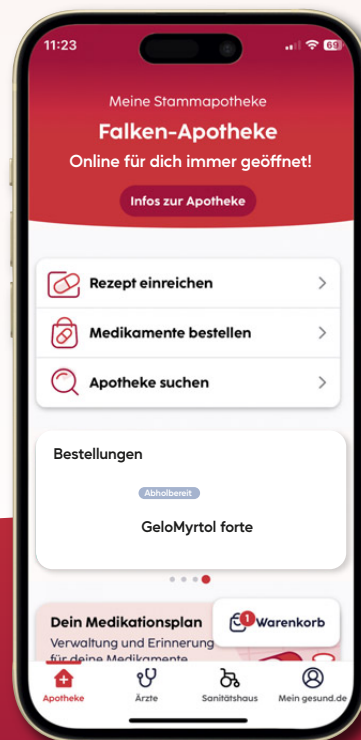 11:23
69
Meine Stammapotheke
Falken-Apotheke
Online für dich immer geöffnet!
Infos zur Apotheke
Rezept einreichen
Medikamente bestellen
Apotheke suchen
Bestellungen
Abholbereit
GeloMyrtol forte
Dein Medikationsplan
1
Warenkorb
Verwaltung und Erinnerung
für deine Medikamente
Apotheke
Ärzte
Sanitätshaus
Mein gesund.de